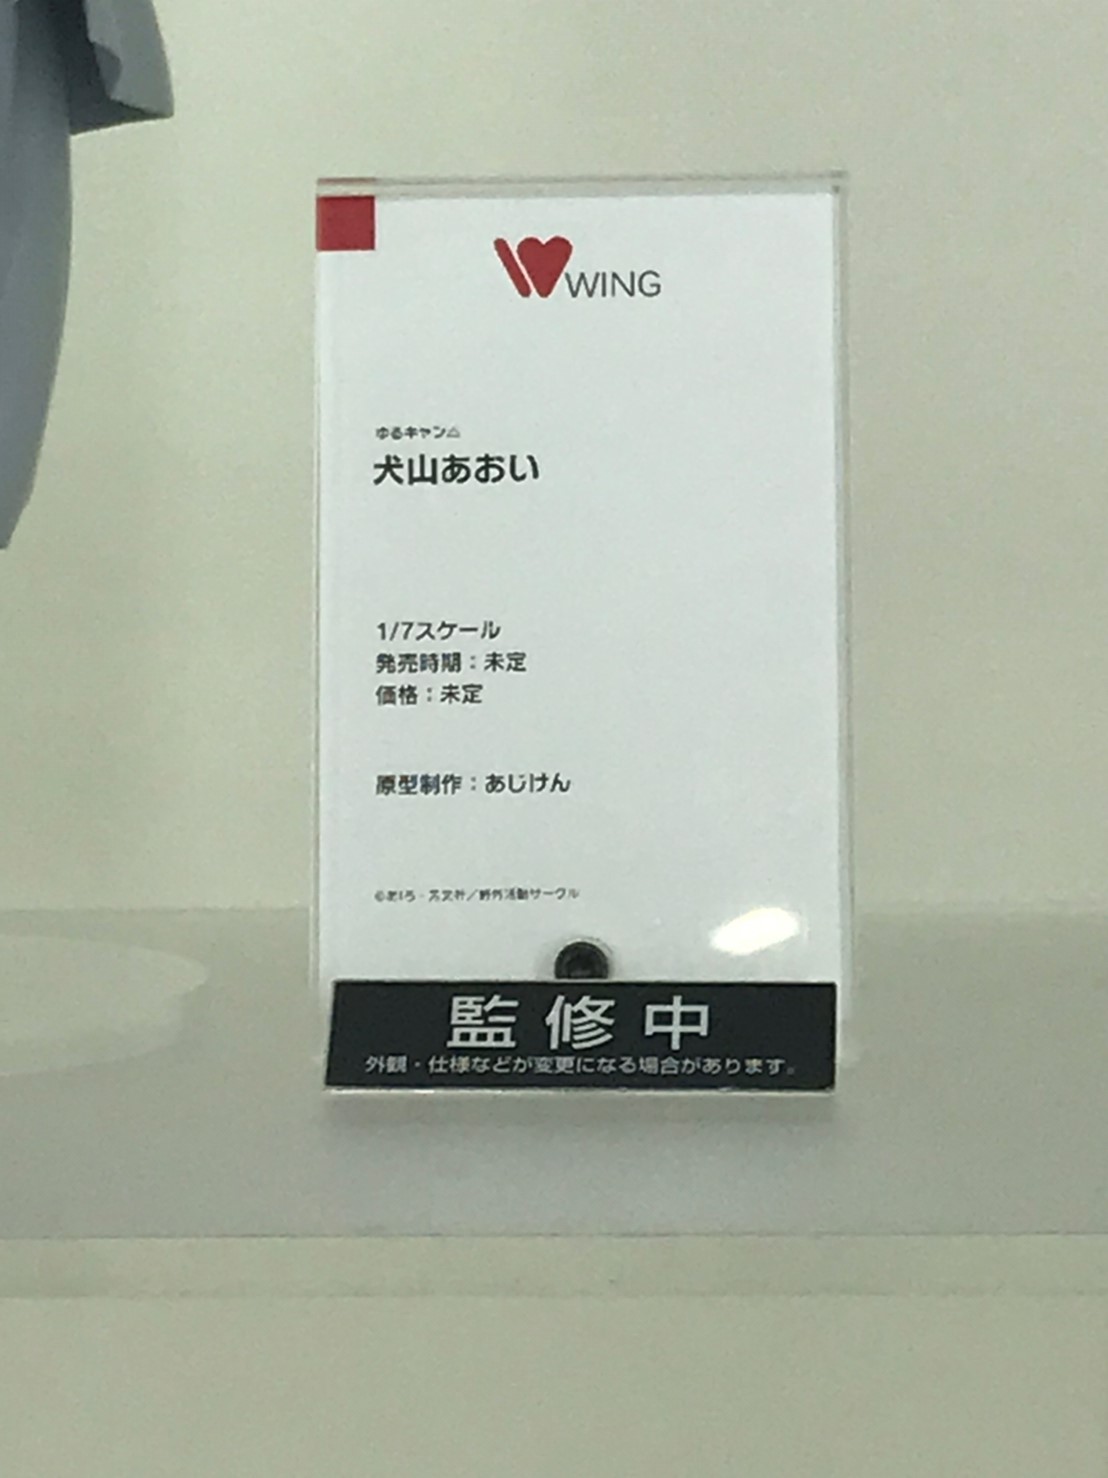 WING
ゆるキャン△
犬山あおい
1/7スケール
発売時期：未定
価格：未定
原型制作：あじけん
©あfろ・芳文社／野外活動サークル
監修中
外観・仕様などが変更になる場合があります。